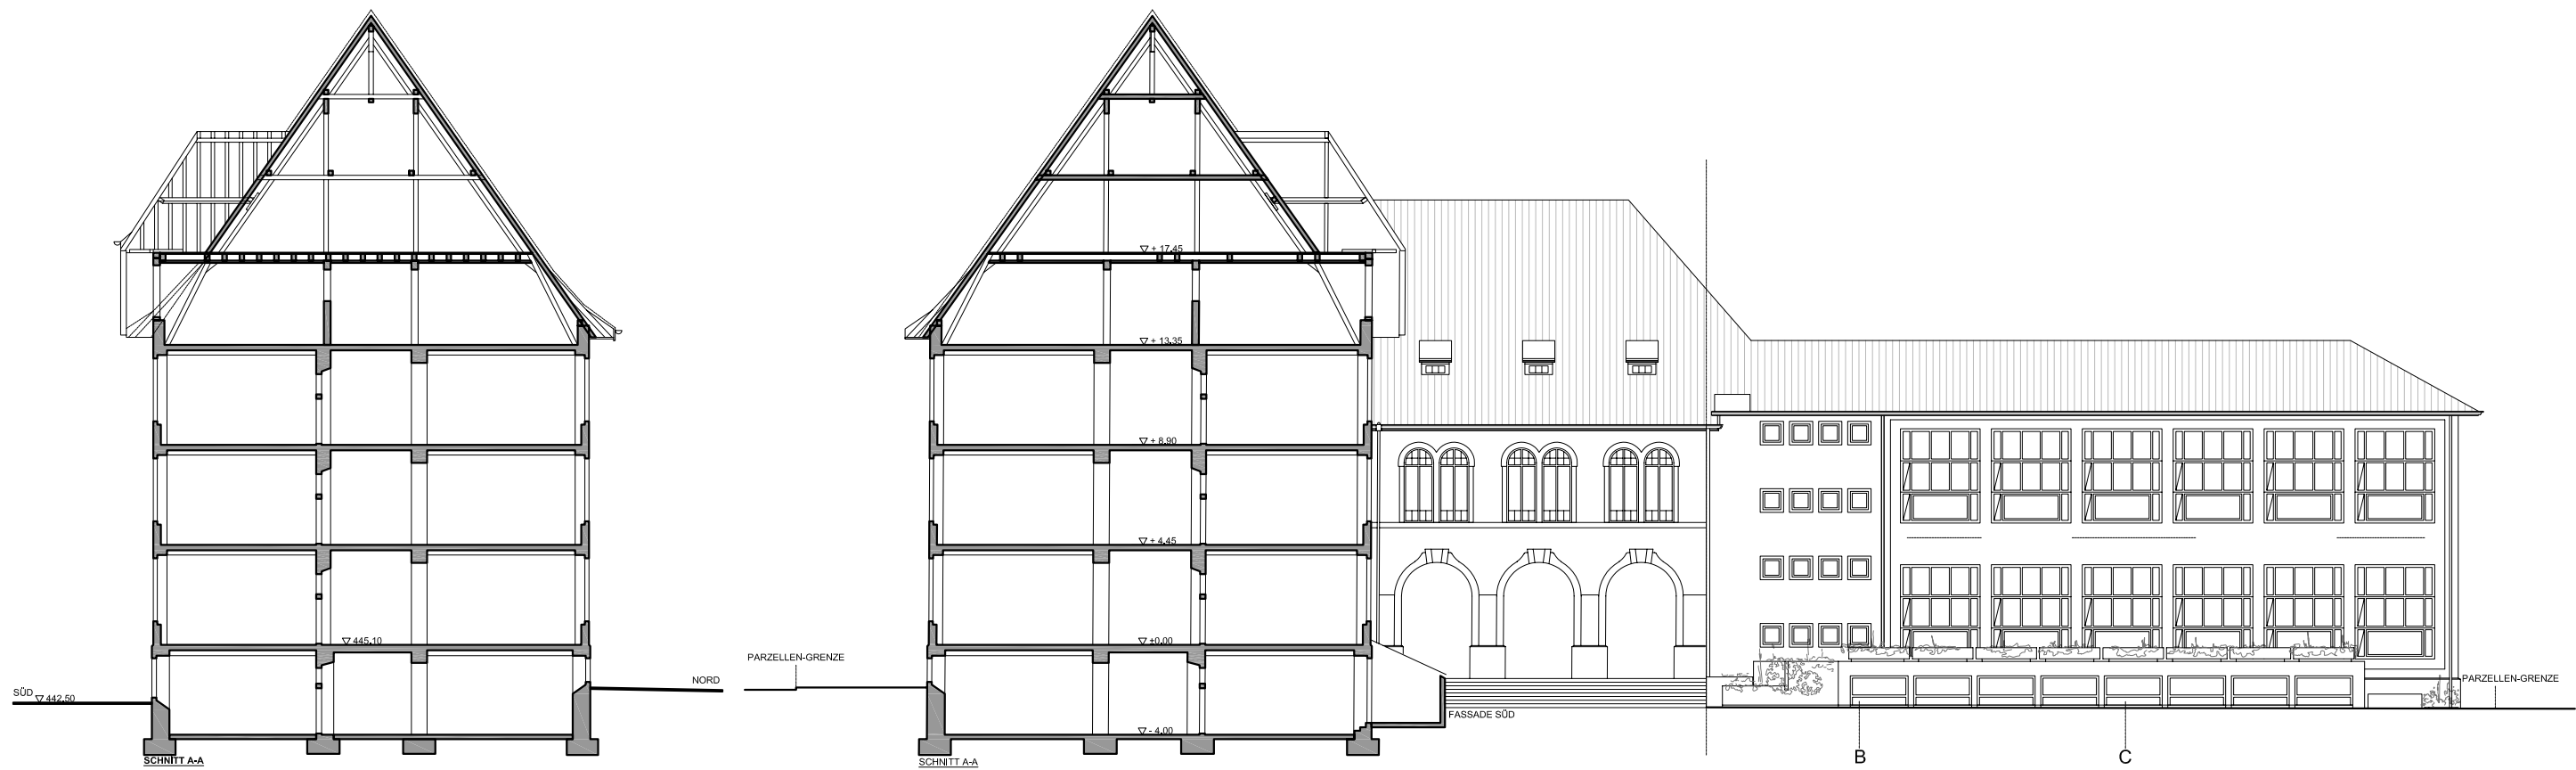 ▽ + 17.45
▽ + 13.35
▽ + 8.90
▽ + 4.45
▽ 445.10
▽ +0.00
PARZELLEN-GRENZE
NORD
PARZELLEN-GRENZE
SÜD
▽ 442.50
FASSADE SÜD
▽ - 4.00
SCHNITT A-A
SCHNITT A-A
B
C